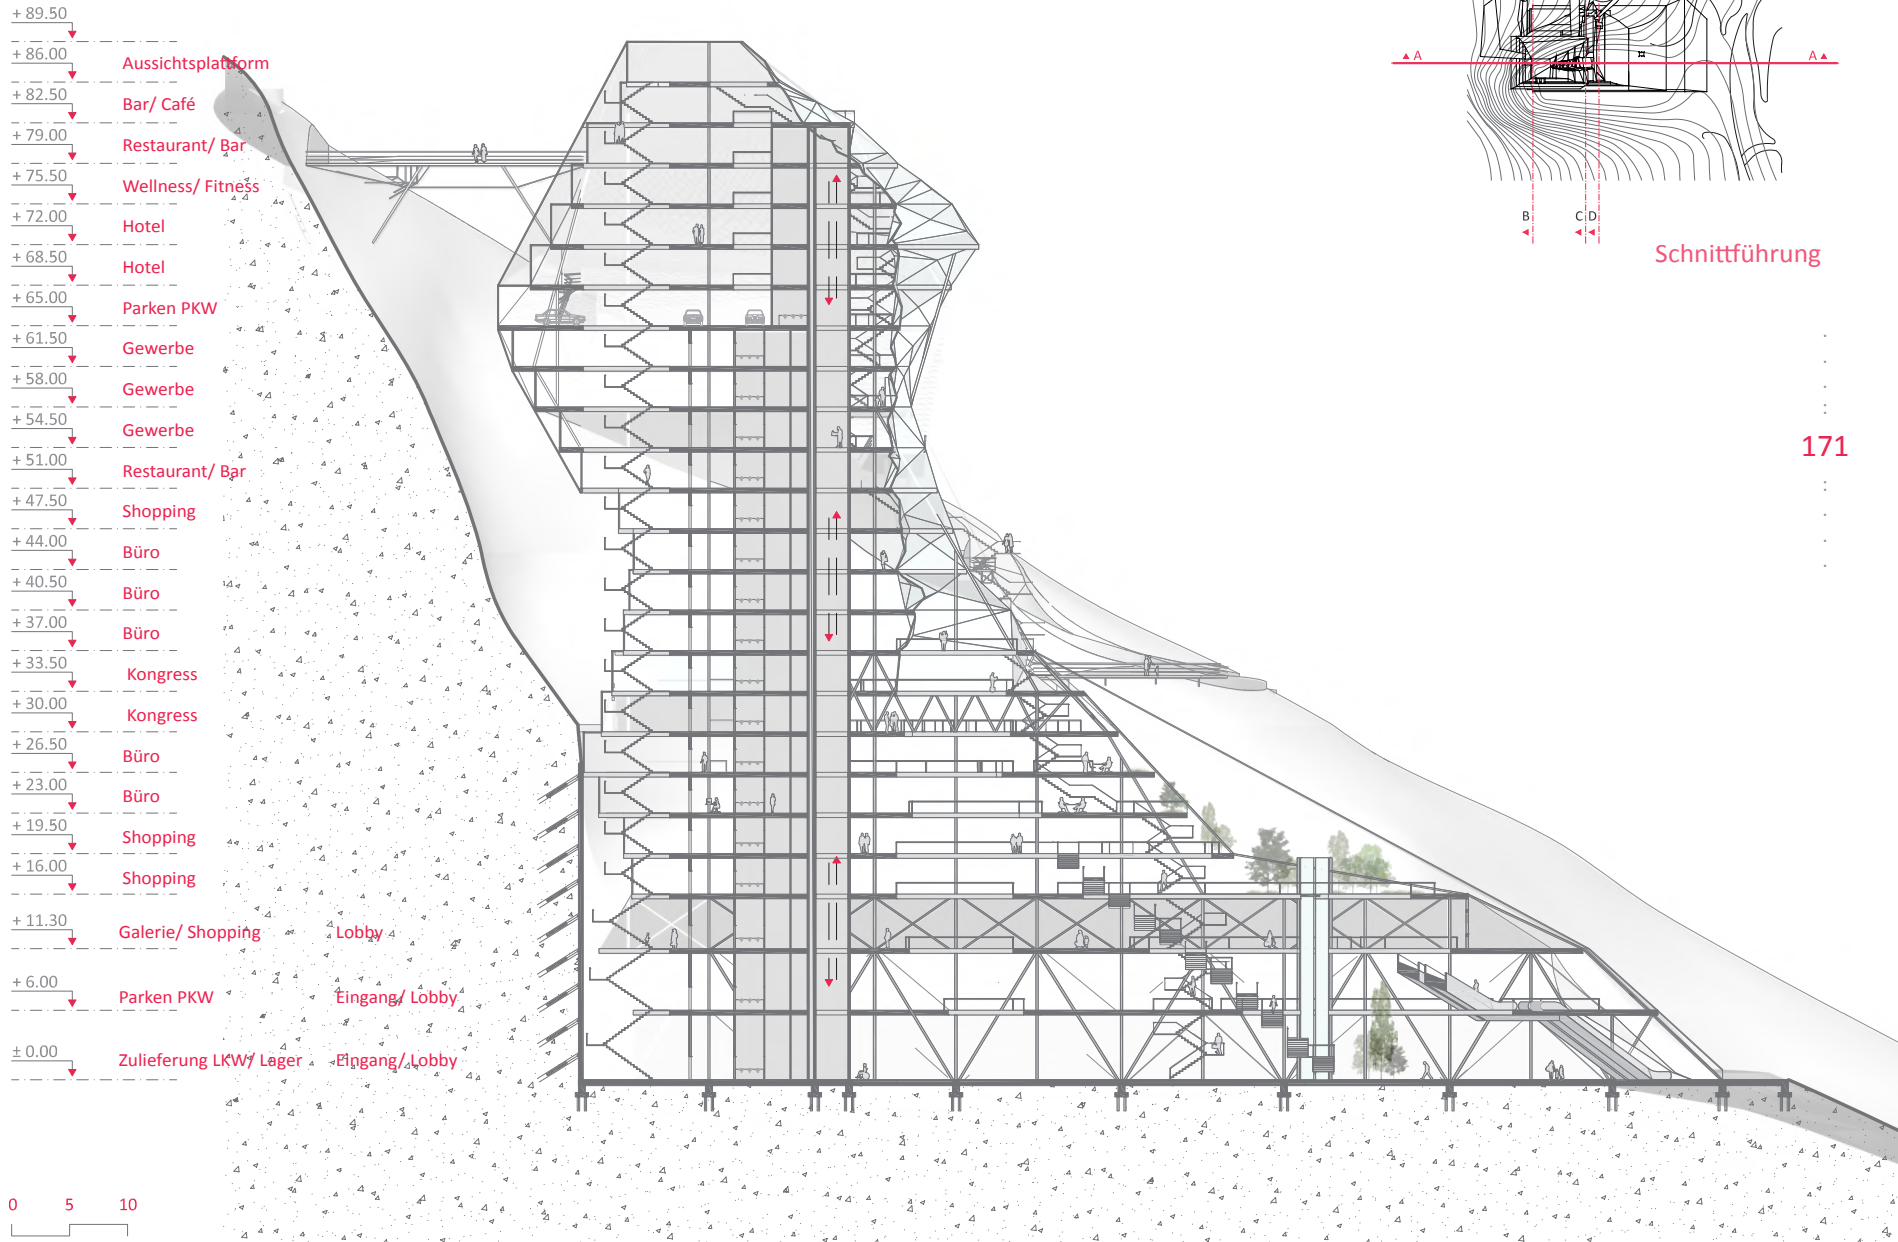 + 89.50
+ 86.00
Aussichtsplattform
+ 82.50
Bar/ Café
+ 79.00
Restaurant/ Bar
+ 75.50
Wellness/ Fitness
+ 72.00
Hotel
+ 68.50
Hotel
+ 65.00
Parken PKW
+ 61.50
Gewerbe
+ 58.00
Gewerbe
+ 54.50
Gewerbe
+ 51.00
Restaurant/ Bar
+ 47.50
Shopping
+ 44.00
Büro
+ 40.50
Büro
+ 37.00
Büro
+ 33.50
Kongress
+ 30.00
Kongress
+ 26.50
Büro
+ 23.00
Büro
+ 19.50
Shopping
+ 16.00
Shopping
+ 11.30
Galerie/ Shopping Lobby
+ 6.00
Parken PKW Eingang/ Lobby
± 0.00
Zulieferung LKW/ Lager Eingang/ Lobby
0 5 10
A A
B C D
Schnittführung
171